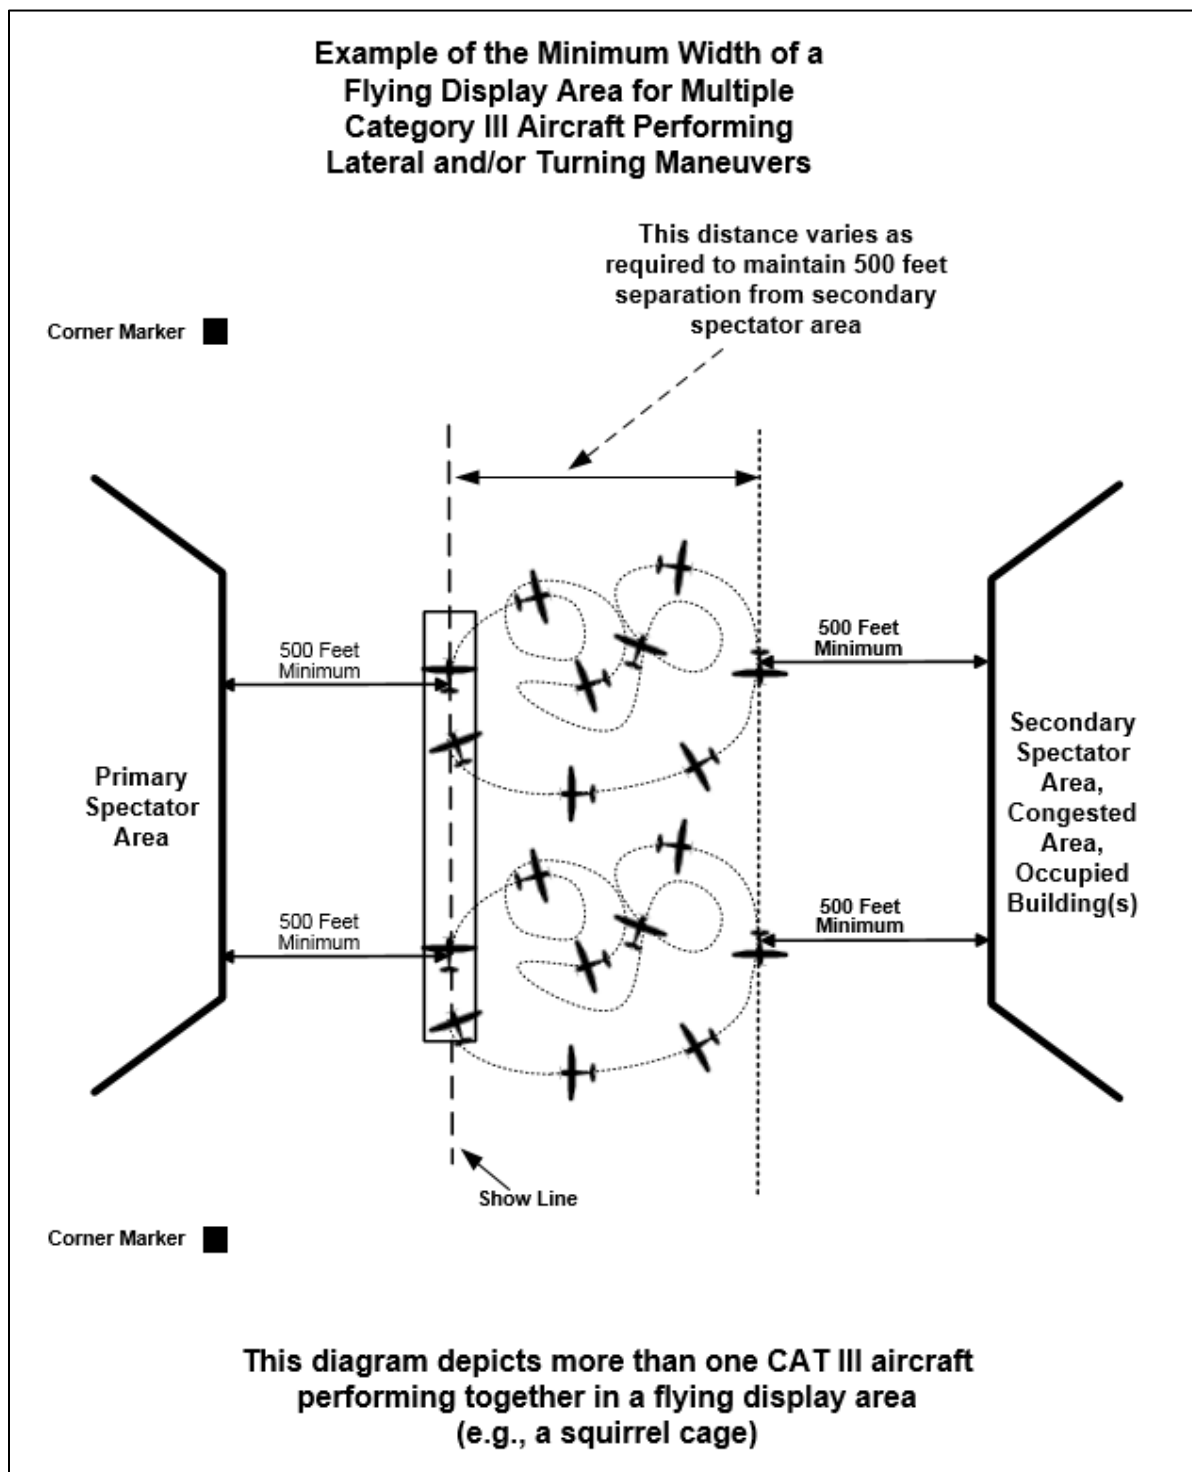 Example of the Minimum Width of a
Flying Display Area for Multiple
Category III Aircraft Performing
Lateral and/or Turning Maneuvers
This distance varies as
required to maintain 500 feet
separation from secondary
spectator area
Corner Marker
500 Feet
Minimum
500 Feet
Minimum
Primary
Spectator
Area
Secondary
Spectator
Area,
Congested
Area,
Occupied
Building(s)
500 Feet
Minimum
500 Feet
Minimum
Show Line
Corner Marker
This diagram depicts more than one CAT III aircraft
performing together in a flying display area
(e.g., a squirrel cage)